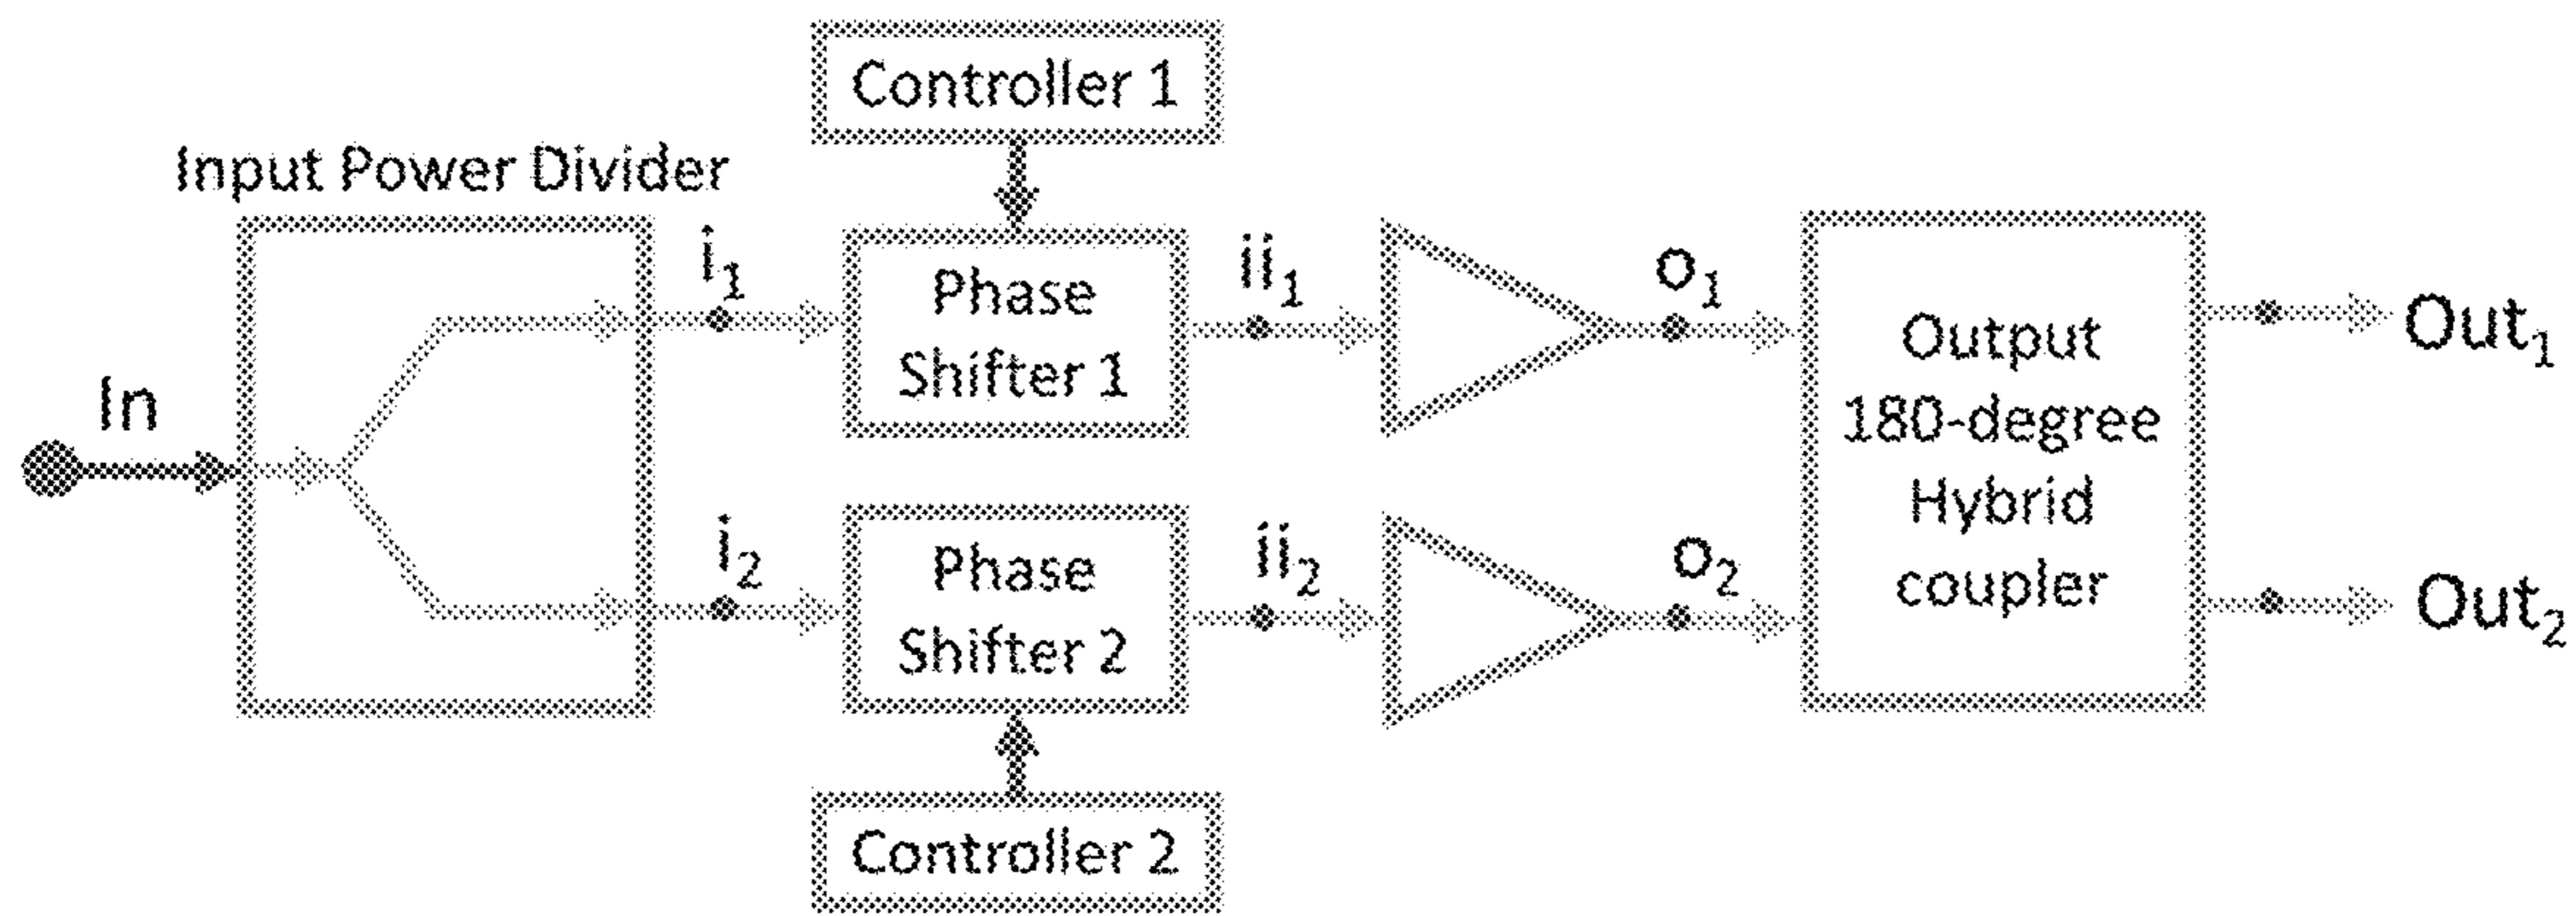 Controller 1
Input Power Divider
In
i1
Phase
Shifter 1
ii1
o1
Output
180-degree
Hybrid
coupler
Out1
i2
Phase
Shifter 2
ii2
o2
Out2
Controller 2